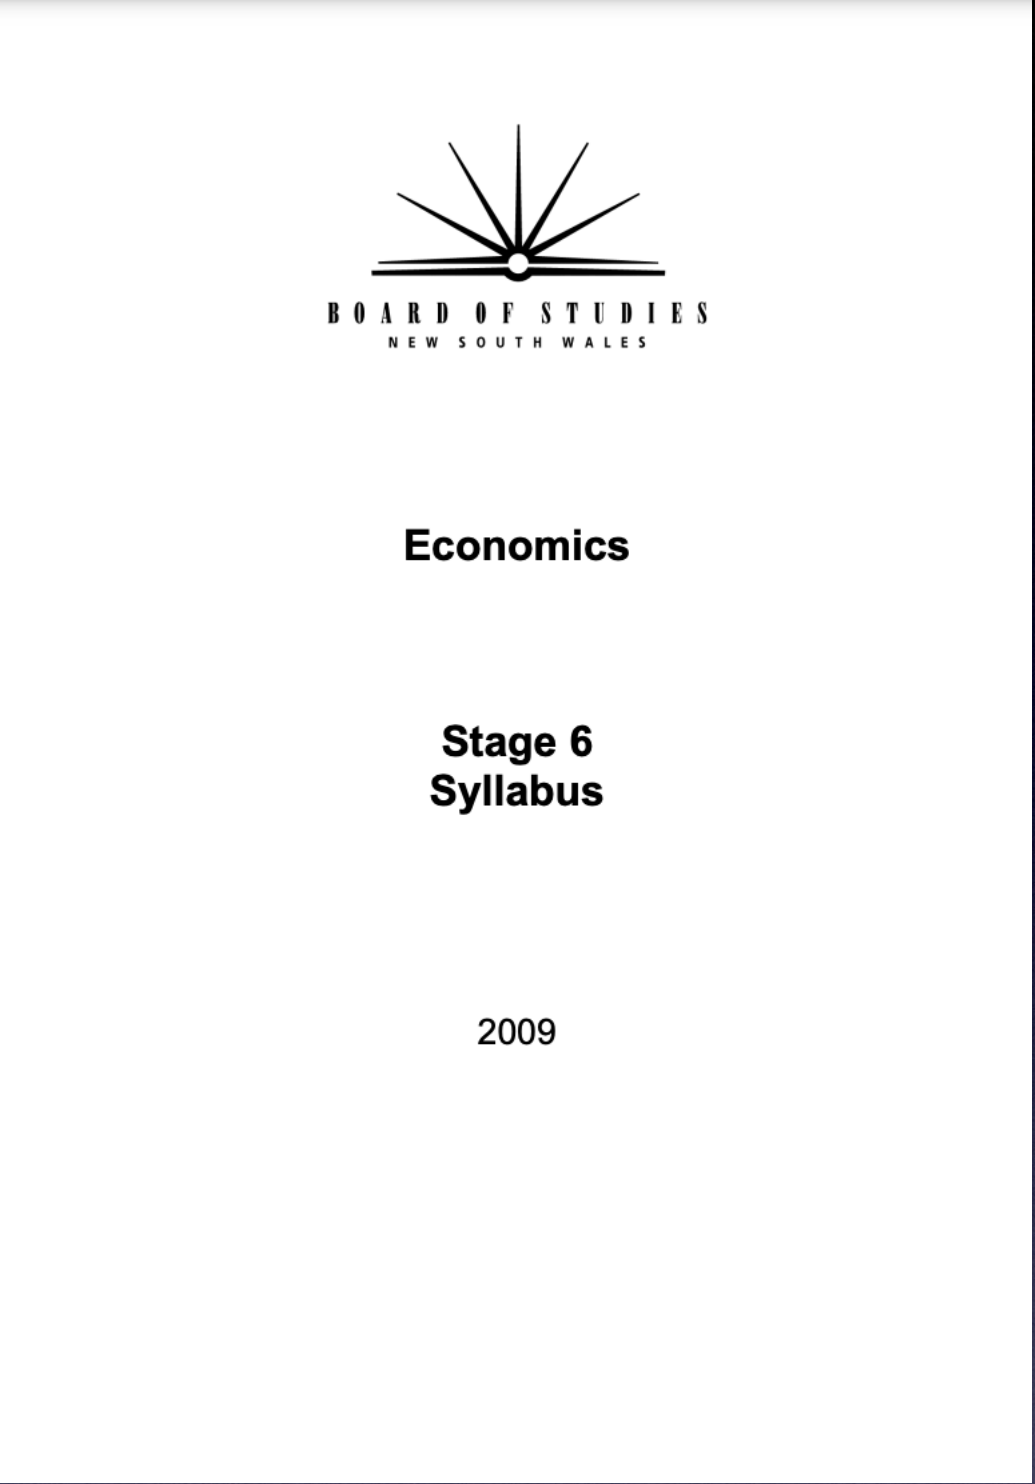 BOARD OF STUDIES
NEW SOUTH WALES
Economics
Stage 6
Syllabus
2009